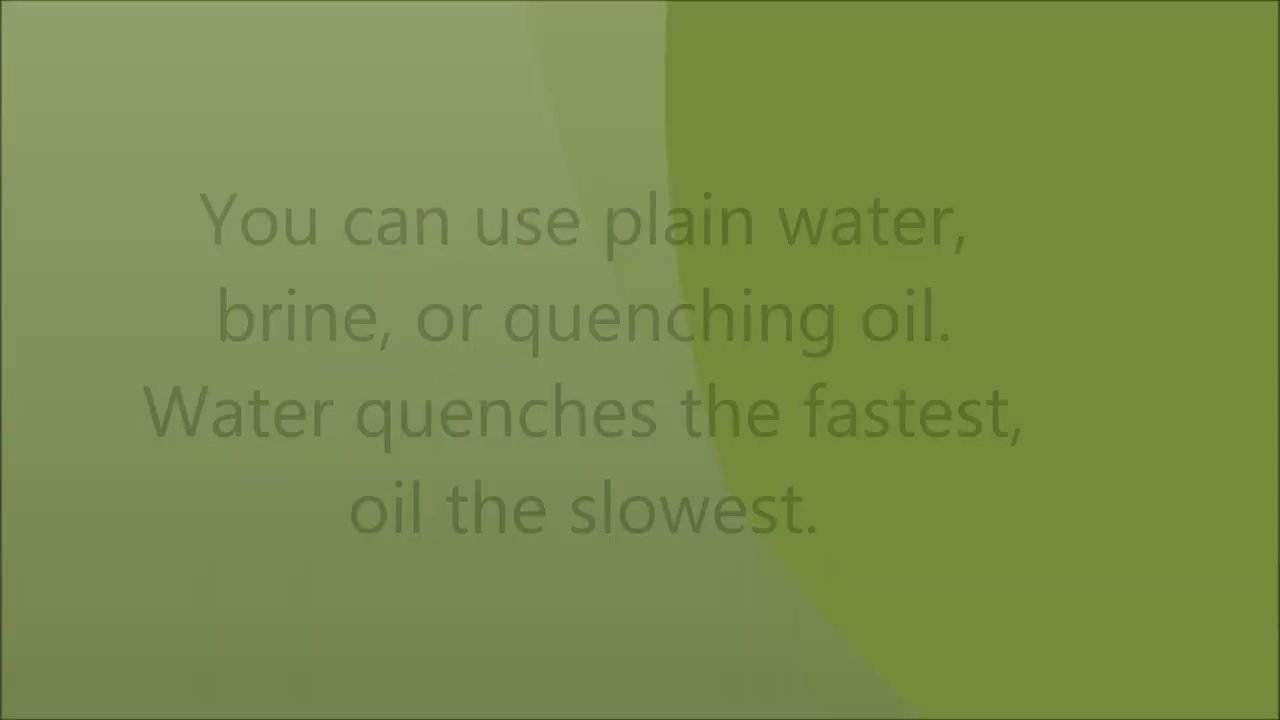 You can use plain water,
brine, or quenching oil.
Water quenches the fastest,
oil the slowest.